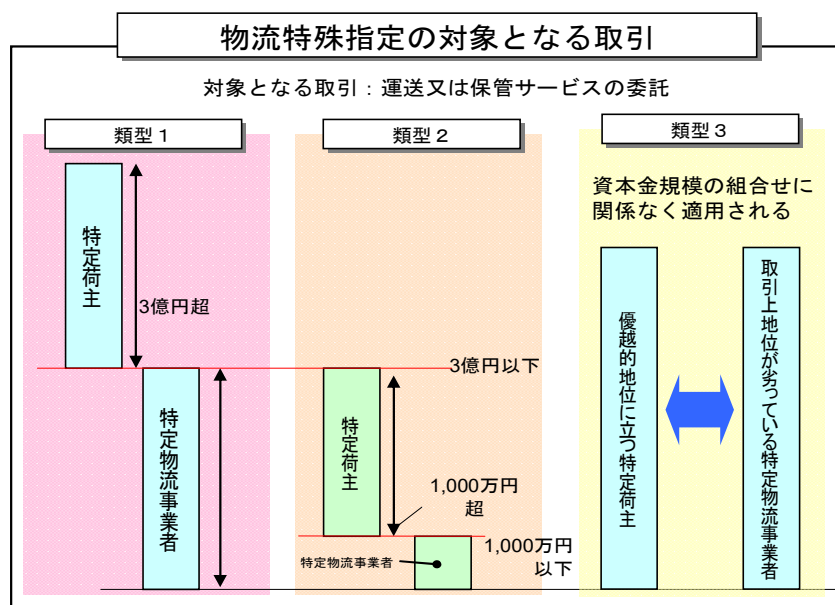 物流特殊指定の対象となる取引
対象となる取引：運送又は保管サービスの委託
類型１
類型２
類型３
資本金規模の組合せに
関係なく適用される
特定荷主
3億円超
特定物流事業者
3億円以下
特定荷主
1,000万円
超
特定物流事業者
1,000万円
以下
優越的地位に立つ特定荷主
取引上地位が劣っている特定物流事業者